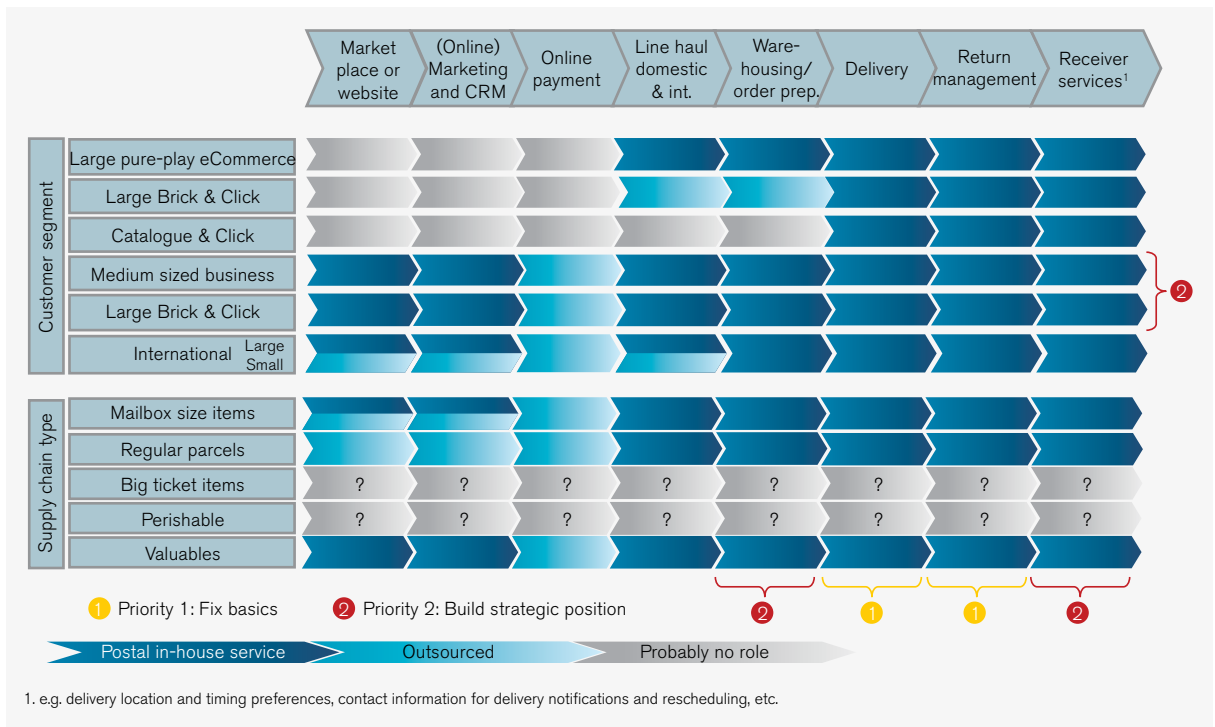 Market
place or
website
(Online)
Marketing
and CRM
Online
payment
Line haul
domestic
& int.
Ware-
housing/
order prep.
Delivery
Return
management
Receiver
services¹
Customer segment
Large pure-play eCommerce
Large Brick & Click
Catalogue & Click
Medium sized business
2
Large Brick & Click
International Large
Small
Supply chain type
Mailbox size items
Regular parcels
Big ticket items ? ? ? ? ? ? ? ?
Perishable ? ? ? ? ? ? ? ?
Valuables
1 Priority 1: Fix basics
2 Priority 2: Build strategic position
2 1 1 2
Postal in-house service
Outsourced
Probably no role
1. e.g. delivery location and timing preferences, contact information for delivery notifications and rescheduling, etc.